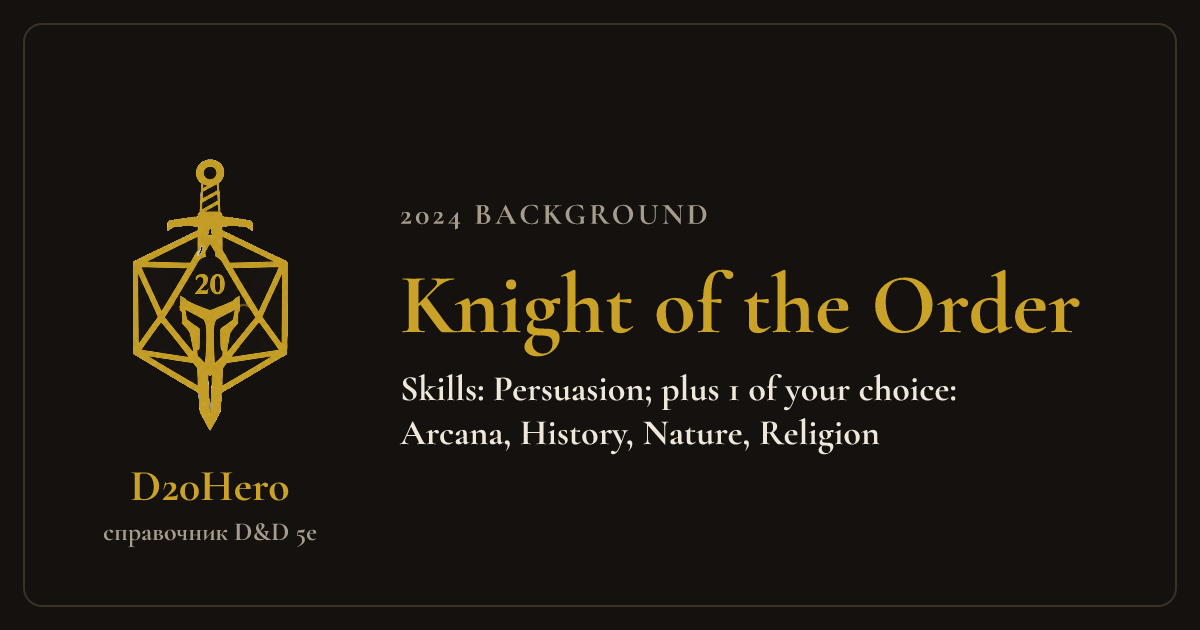 20
D20Hero
справочник D&D 5e
2024 BACKGROUND
Knight of the Order
Skills: Persuasion; plus 1 of your choice:
Arcana, History, Nature, Religion